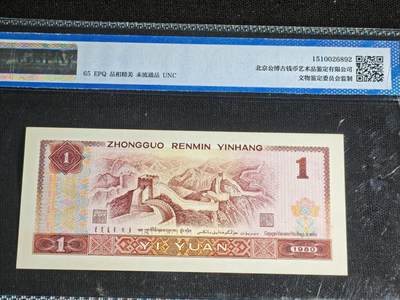 1510026892
65 EPQ 品相精美 未流通品 UNC
北京公博古钱币艺术品鉴定有限公司
文物鉴定委员会监制
ZHONGGUO RENMIN YINHANG
1
1
1
YI YUAN
1980